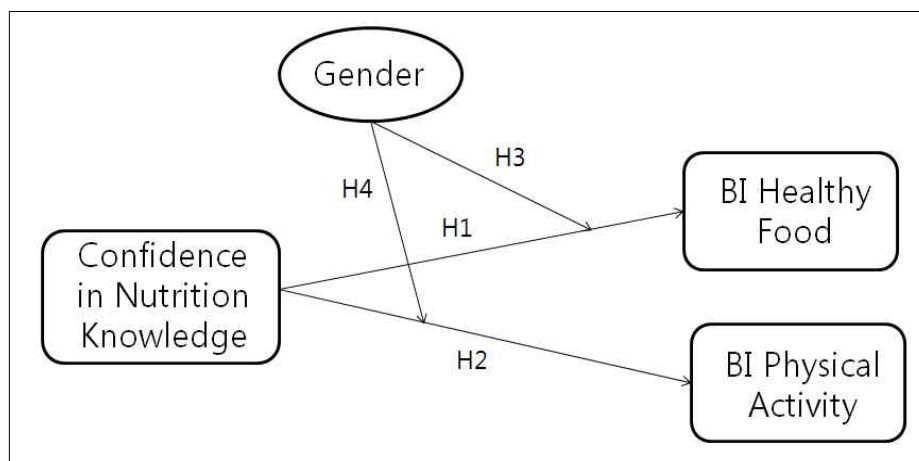 Gender
H3
H4
H1
BI Healthy
Food
Confidence
in Nutrition
Knowledge
H2
BI Physical
Activity